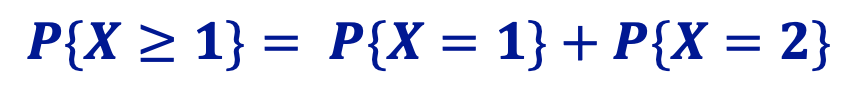 P{X ≥ 1} = P{X = 1} + P{X = 2}